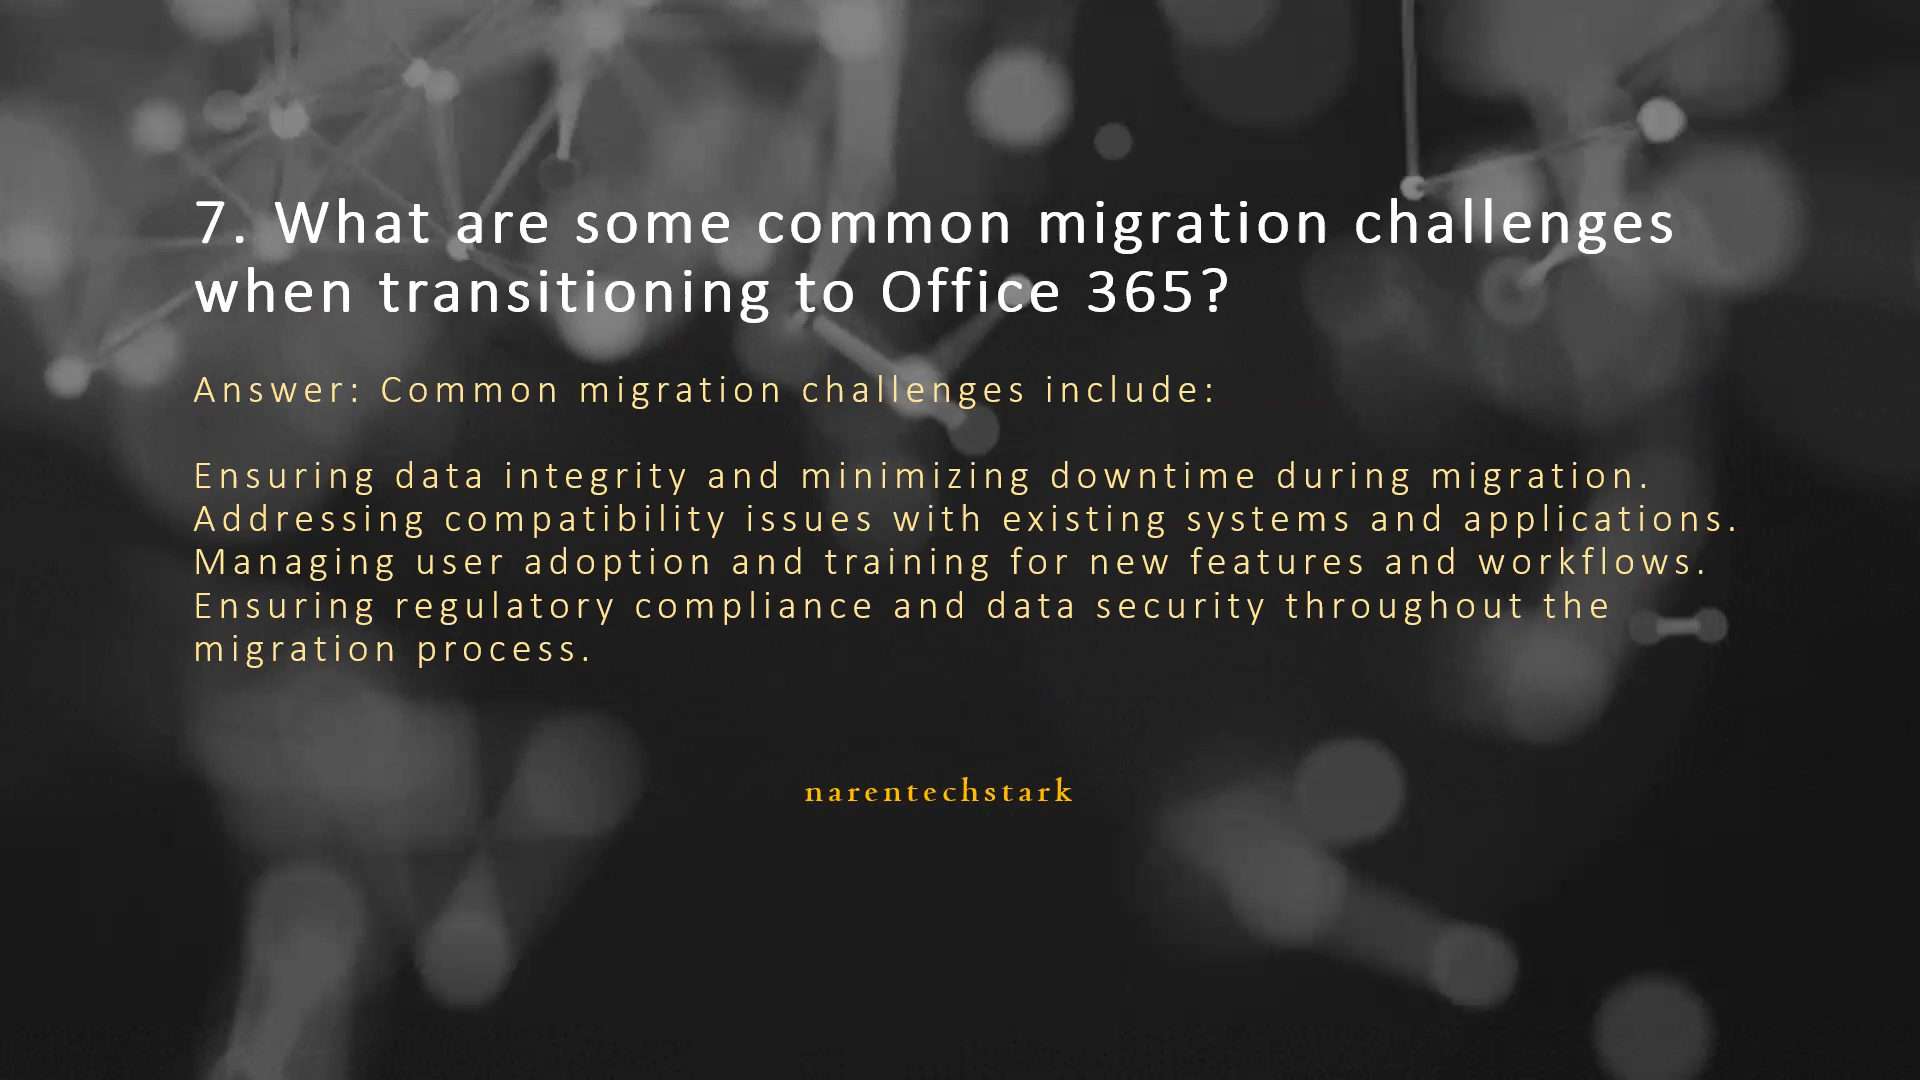 7. What are some common migration challenges
when transitioning to Office 365?
Answer: Common migration challenges include:
Ensuring data integrity and minimizing downtime during migration.
Addressing compatibility issues with existing systems and applications.
Managing user adoption and training for new features and workflows.
Ensuring regulatory compliance and data security throughout the
migration process.
narentechstark